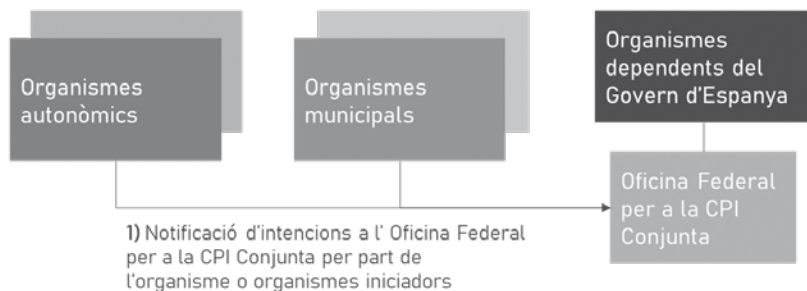 Organismes
autonòmics
Organismes
municipals
Organismes
dependents del
Govern d'Espanya
Oficina Federal
per a la CPI
Conjunta
1) Notificació d'intencions a l' Oficina Federal
per a la CPI Conjunta per part de
l'organisme o organismes iniciadors